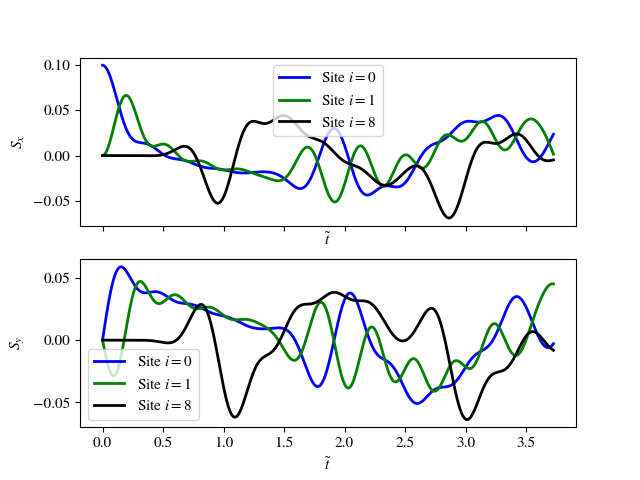 0.10
0.05
0.00
−0.05
S_x
Site i = 0
Site i = 1
Site i = 8
t̃
0.05
0.00
−0.05
S_y
Site i = 0
Site i = 1
Site i = 8
0.0 0.5 1.0 1.5 2.0 2.5 3.0 3.5
t̃